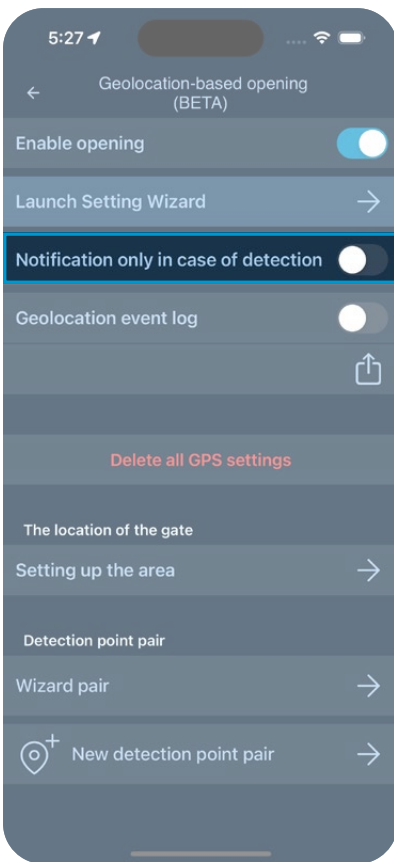 5:27
Geolocation-based opening
(BETA)
Enable opening
Launch Setting Wizard
Notification only in case of detection
Geolocation event log
Delete all GPS settings
The location of the gate
Setting up the area
Detection point pair
Wizard pair
New detection point pair